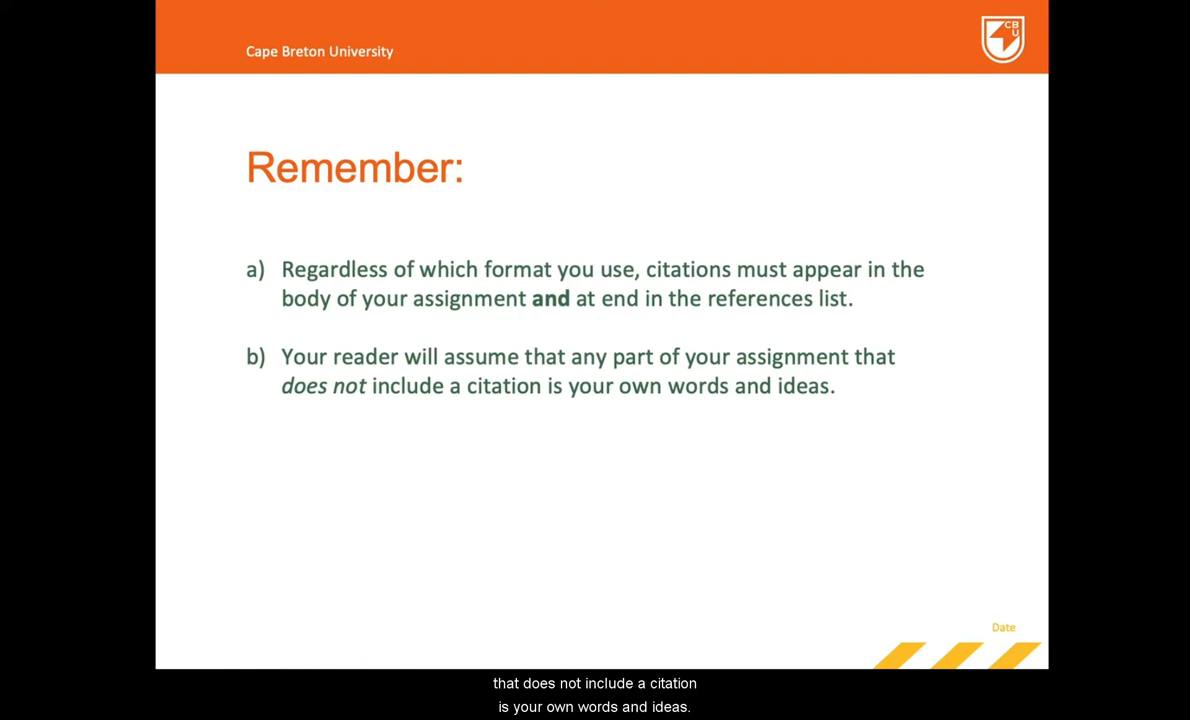 Cape Breton University
CB
U
Remember:
a) Regardless of which format you use, citations must appear in the
body of your assignment and at end in the references list.
b) Your reader will assume that any part of your assignment that
does not include a citation is your own words and ideas.
Date
that does not include a citation
is your own words and ideas.